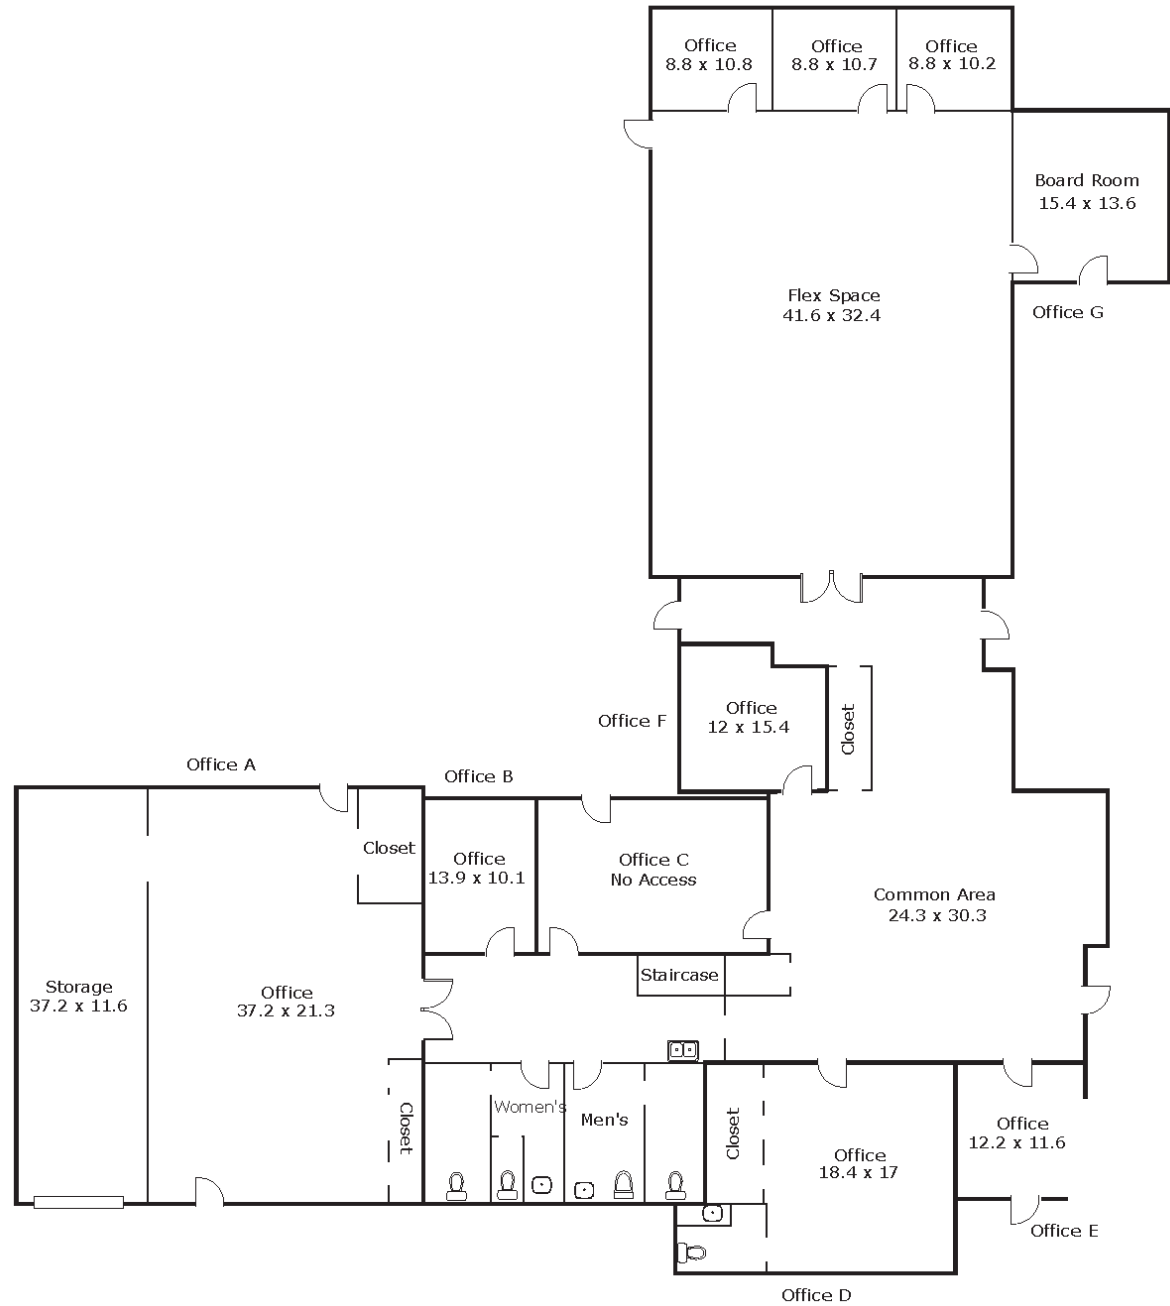 Office
8.8 x 10.8
Office
8.8 x 10.7
Office
8.8 x 10.2
Board Room
15.4 x 13.6
Flex Space
41.6 x 32.4
Office G
Office
12 x 15.4
Closet
Office F
Office A
Office B
Closet
Office
13.9 x 10.1
Office C
No Access
Common Area
24.3 x 30.3
Storage
37.2 x 11.6
Office
37.2 x 21.3
Staircase
Closet
Women's
Men's
Closet
Office
18.4 x 17
Office
12.2 x 11.6
Office E
Office D